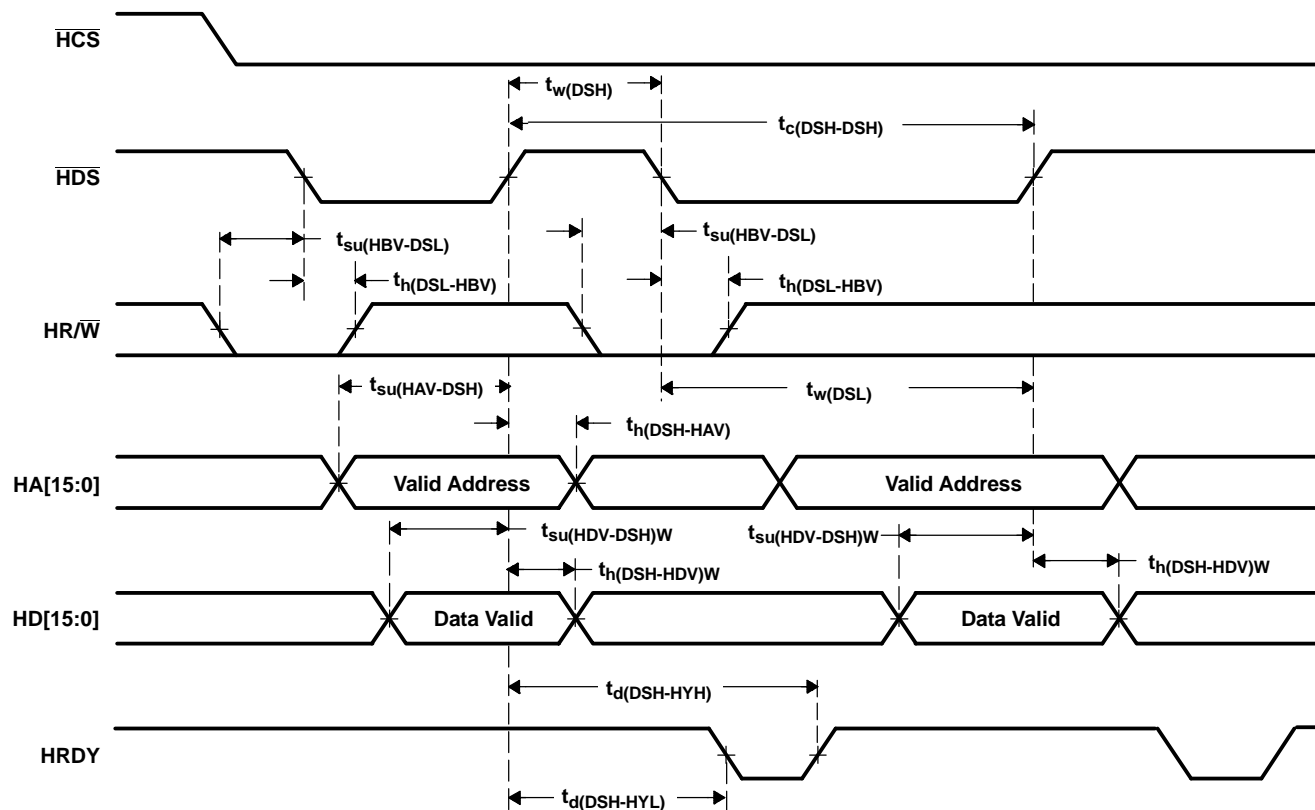 HCS
tw(DSH)
tc(DSH-DSH)
HDS
tsu(HBV-DSL)
tsu(HBV-DSL)
th(DSL-HBV)
th(DSL-HBV)
HR/W
tsu(HAV-DSH)
tw(DSL)
th(DSH-HAV)
HA[15:0]
Valid Address
Valid Address
tsu(HDV-DSH)W
tsu(HDV-DSH)W
th(DSH-HDV)W
th(DSH-HDV)W
HD[15:0]
Data Valid
Data Valid
td(DSH-HYH)
HRDY
td(DSH-HYL)